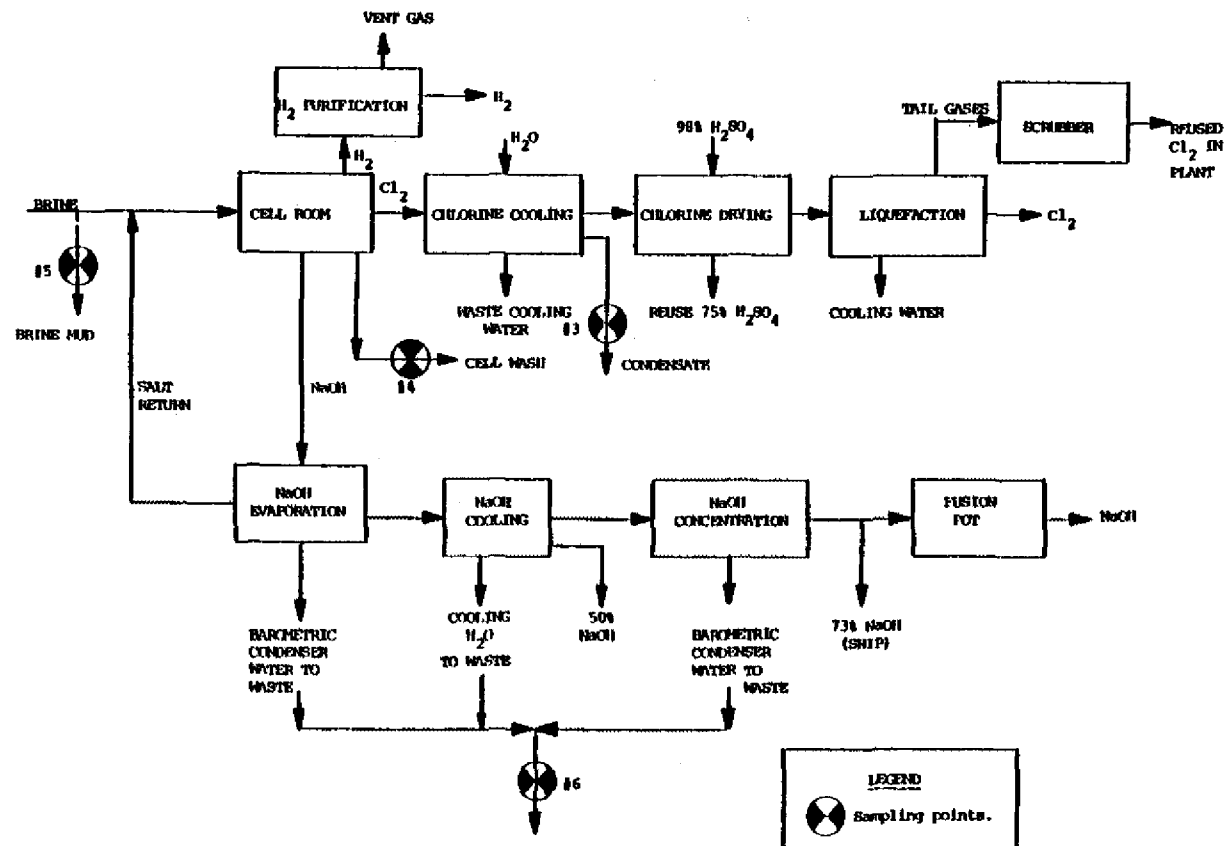 VENT GAS
H2 PURIFICATION
H2
H2
H2O
98% H2SO4
TAIL GASES
SCRUBBER
REUSED
Cl2 IN
PLANT
BRINE
CELL ROOM
Cl2
CHLORINE COOLING
CHLORINE DRYING
LIQUEFACTION
Cl2
#5
BRINE MUD
WASTE COOLING
WATER
#3
REUSE 75% H2SO4
COOLING WATER
CELL WASH
CONDENSATE
#4
SALT
RETURN
NaOH
NaOH
EVAPORATION
NaOH
COOLING
NaOH
CONCENTRATION
FUSION
POT
NaOH
BAROMETRIC
CONDENSER
WATER TO
WASTE
COOLING
H2O
TO WASTE
50%
NaOH
BAROMETRIC
CONDENSER
WATER TO
WASTE
73% NaOH
(SHIP)
#6
LEGEND
Sampling points.